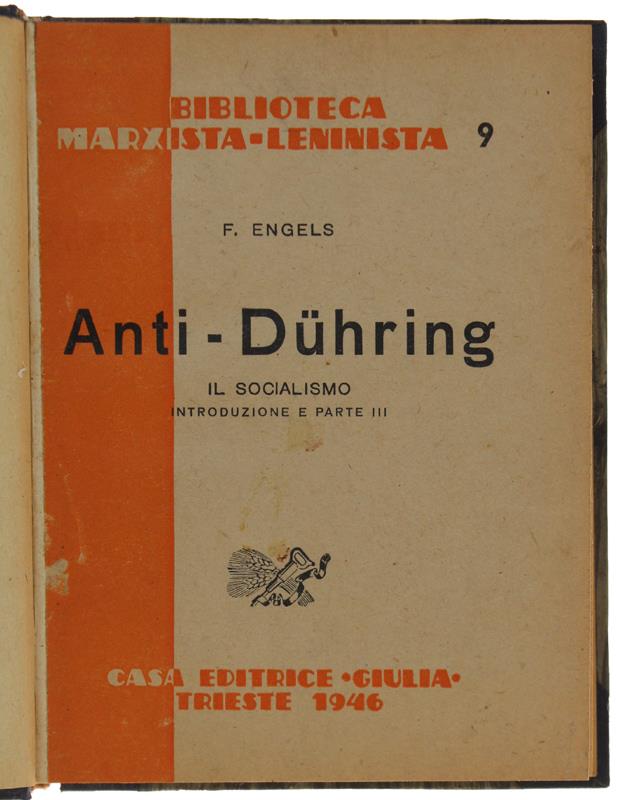 BIBLIOTECA
MARXISTA-LENINISTA 9
F. ENGELS
Anti-Dühring
IL SOCIALISMO
INTRODUZIONE E PARTE III
CASA EDITRICE •GIULIA•
TRIESTE 1946